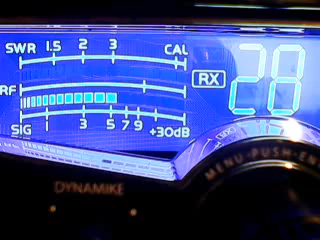 SWR 1.5 2 3 CAL
RX
28
RF
SIG 1 3 5 7 9 +30dB
MENU-PUSH-EN
DYNAMIKE